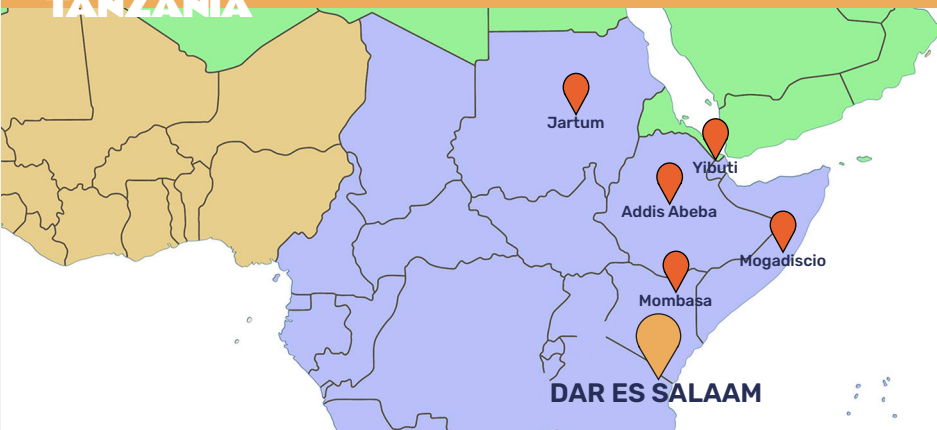 TANZANIA
Jartum
Yibuti
Addis Abeba
Mogadiscio
Mombasa
DAR ES SALAAM